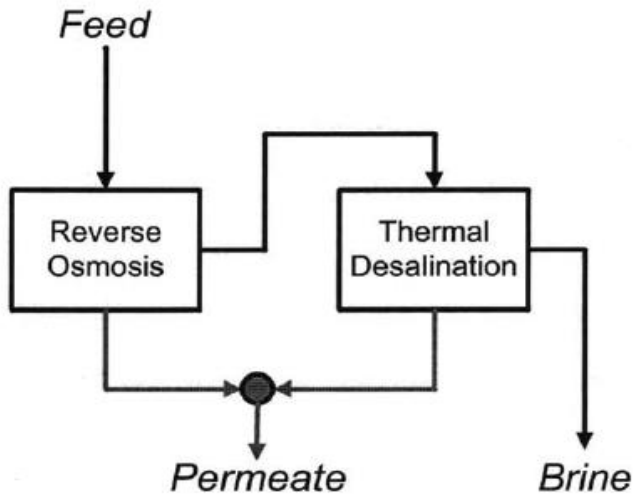 Feed
Reverse
Osmosis
Thermal
Desalination
Permeate
Brine